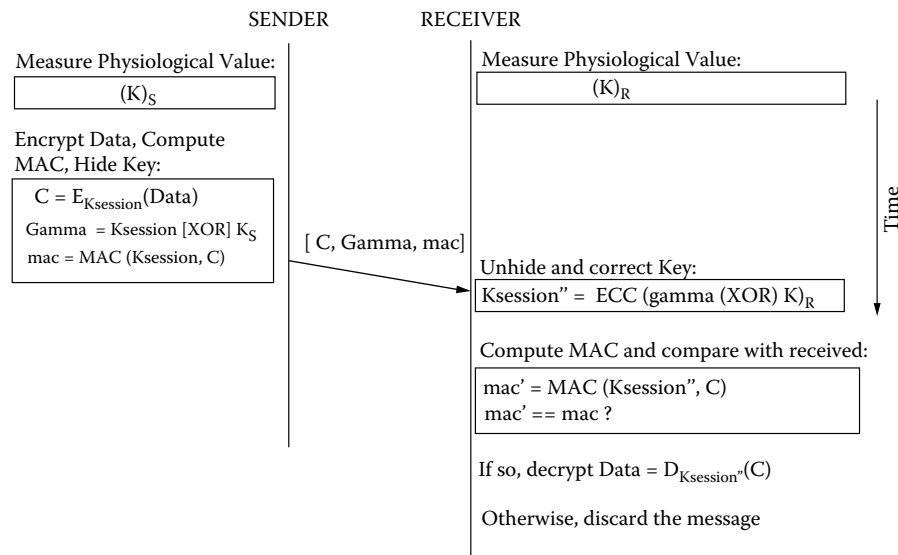 SENDER
RECEIVER
Measure Physiological Value:
(K)S
Encrypt Data, Compute
MAC, Hide Key:
C = EKsession(Data)
Gamma = Ksession [XOR] KS
mac = MAC (Ksession, C)
[ C, Gamma, mac]
Measure Physiological Value:
(K)R
Time
Unhide and correct Key:
Ksession’’ = ECC (gamma (XOR) K)R
Compute MAC and compare with received:
mac’ = MAC (Ksession’’, C)
mac’ == mac ?
If so, decrypt Data = DKsession’’(C)
Otherwise, discard the message